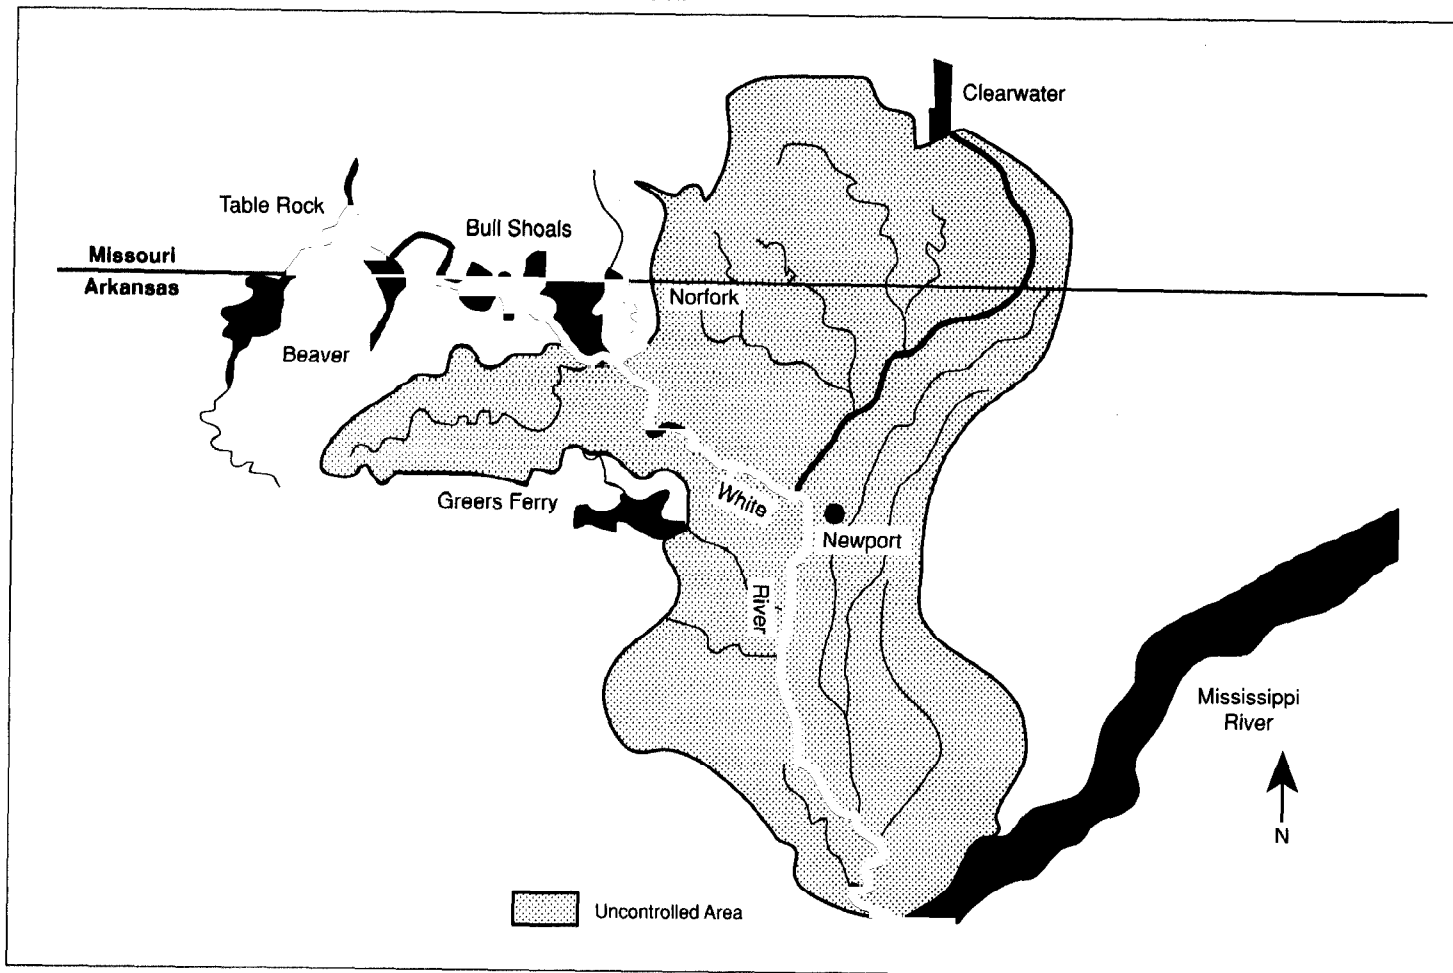 Clearwater
Table Rock
Bull Shoals
Missouri
Arkansas
Norfork
Beaver
Greers Ferry
White
Newport
River
Mississippi
River
N
Uncontrolled Area